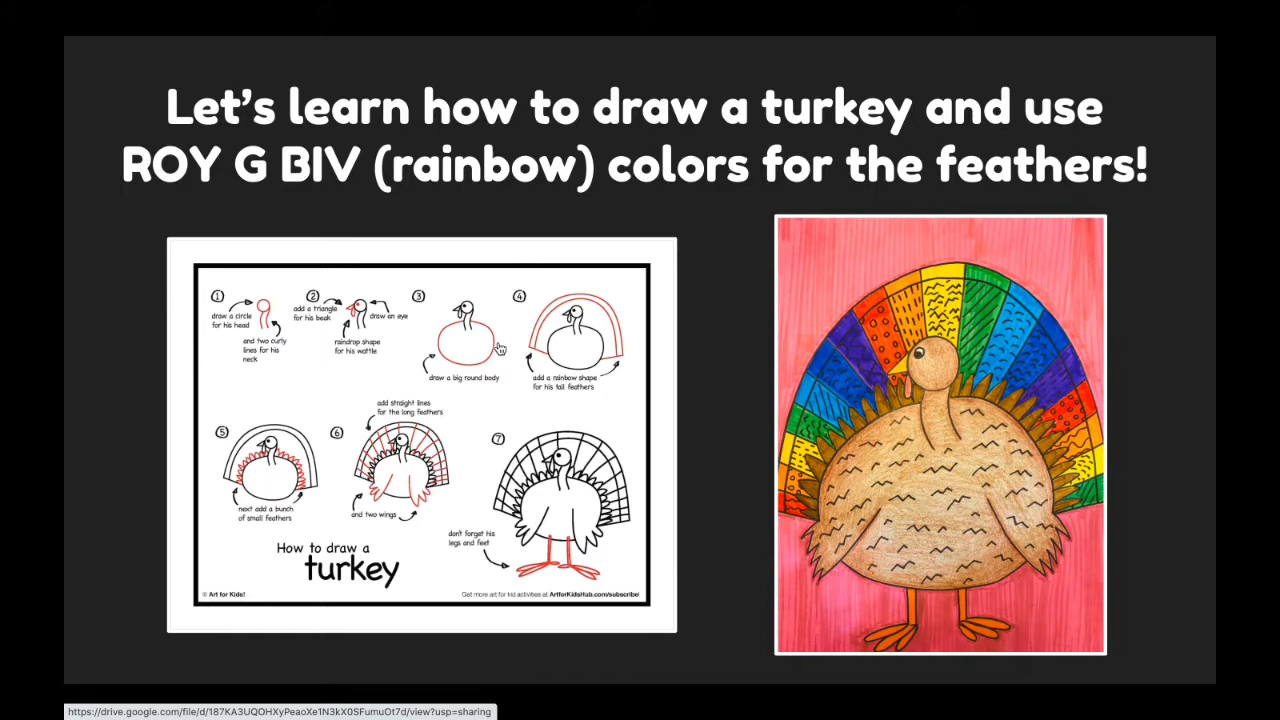 Let's learn how to draw a turkey and use
ROY G BIV (rainbow) colors for the feathers!
1
draw a circle
for his head
and two curly
lines for his
neck
2
add a triangle
for his beak
draw an eye
raindrop shape
for his wattle
3
draw a big round body
4
add a rainbow shape
for his tail feathers
5
next add a bunch
of small feathers
6
add straight lines
for the long feathers
and two wings
7
don't forget his
legs and feet
How to draw a
turkey
© Art for Kids!
Get more art for kid activities at ArtforKidsHub.com/subscribe!
https://drive.google.com/file/d/187KA3UQOHXyPeaoXe1N3kX0SFumuOt7d/view?usp=sharing